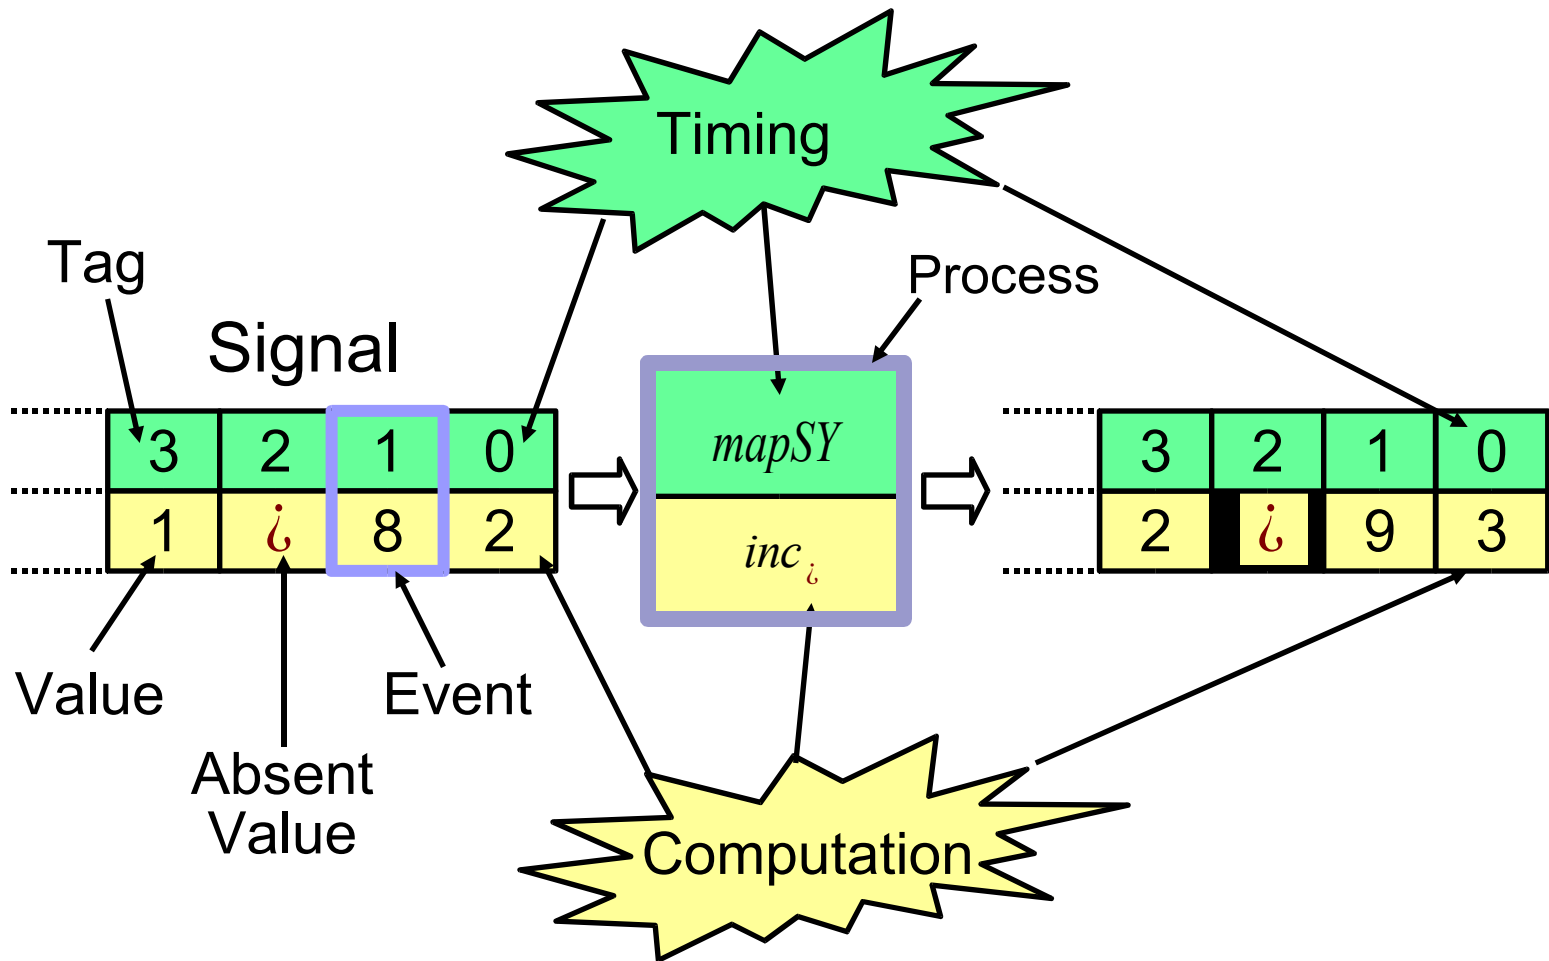 Timing
Tag
Process
Signal
3 2 1 0
mapSY
3 2 1 0
1 ¿ 8 2
inc¿
2 ¿ 9 3
Value
Event
Absent
Value
Computation